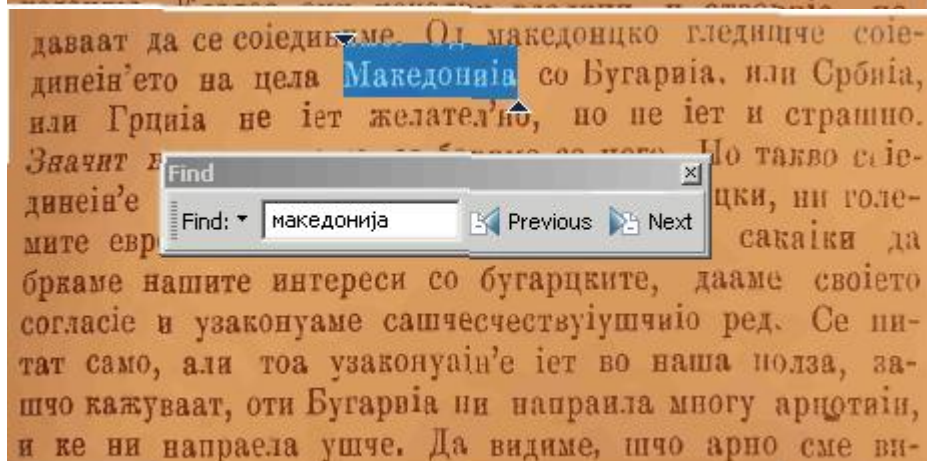 даваат да се соіединваме. Од македонцко гледишче соіе-
динеін'ето на цела Македониіа со Бугариіа, или Србиіа,
или Грциіа не іет желател'но, но не іет и страшно.
Значит Но такво соіе-
Find
динеін'е цки, ни голе-
Find: македонија Previous Next
мите евр сакаіки да
бркаме нашите интереси со бугарцките, дааме своіето
согласіе и узаконуаме сашчесчествуіушчиіо ред. Се пи-
тат само, али тоа узаконуаін'е іет во наша полза, за-
шчо кажуваат, оти Бугариіа ни направила многу арцотиіи,
и ке ни напраела ушче. Да видиме, шчо арно сме ви-